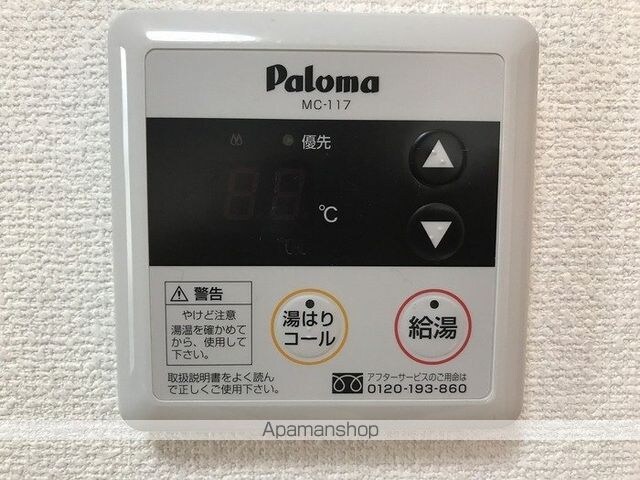 Paloma
MC-117
優先
℃
警告
やけど注意
湯温を確かめて
から、使用して
下さい。
湯はり
コール
給湯
取扱説明書をよく読ん
で正しくご使用下さい。
アフターサービスのご用命は
0120-193-860
Apamanshop